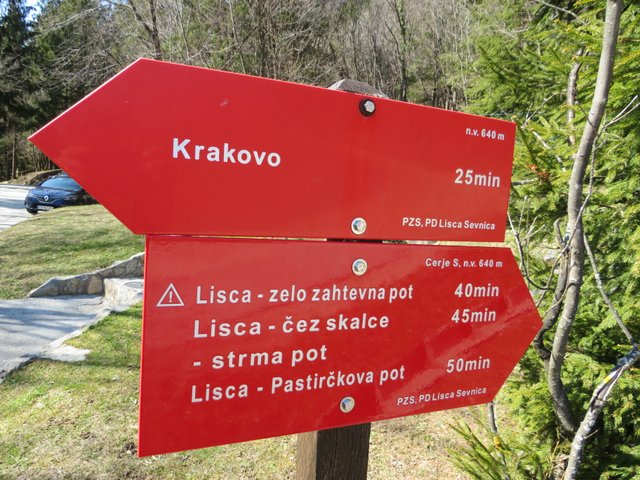 n.v. 640 m
Krakovo 25min
PZS, PD Lisca Sevnica
Cerje S, n.v. 640 m
Lisca - zelo zahtevna pot 40min
Lisca - čez skalce 45min
- strma pot
Lisca - Pastirčkova pot 50min
PZS, PD Lisca Sevnica